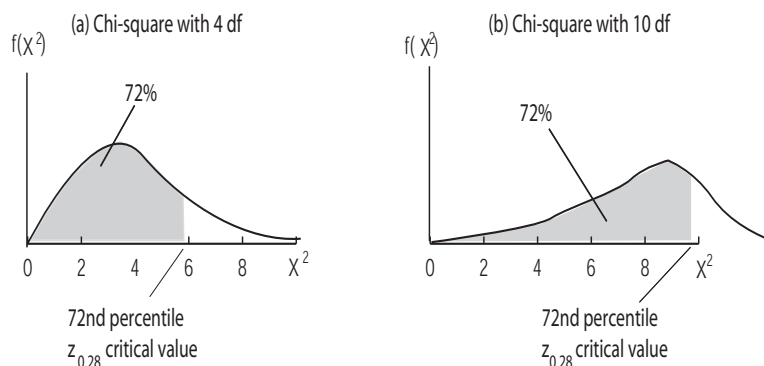 (a) Chi-square with 4 df
f(X²)
72%
0 2 4 6 8 X²
72nd percentile
z0.28 critical value
(b) Chi-square with 10 df
f( X²)
72%
0 2 4 6 8 X²
72nd percentile
z0.28 critical value